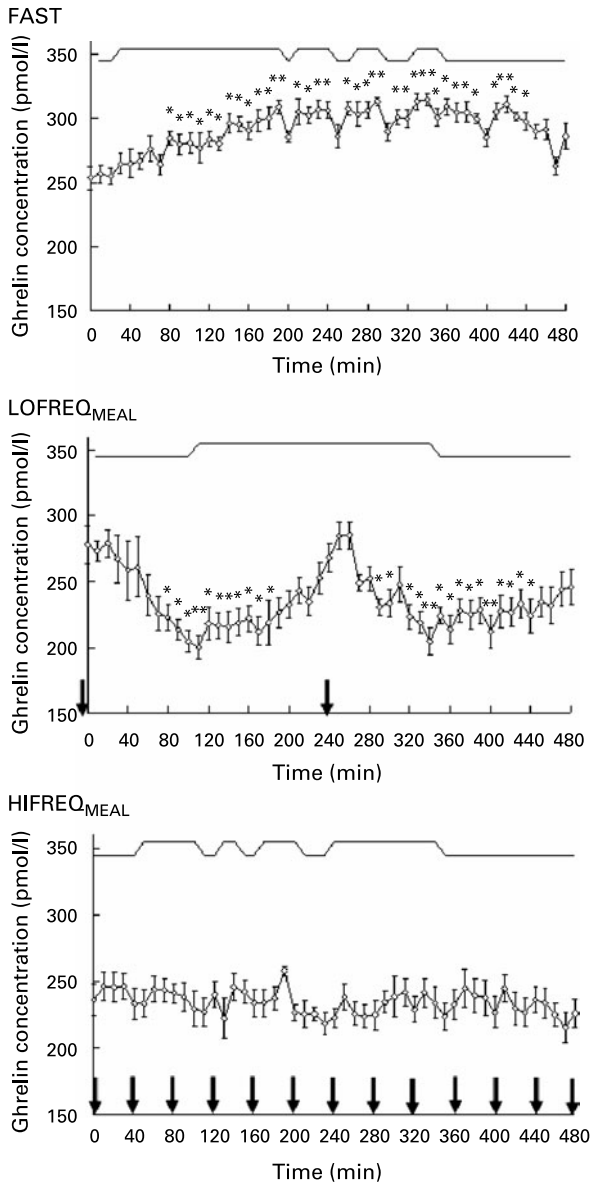 FAST
Ghrelin concentration (pmol/l)
350
** * ** ***
* ** * ** * ** * ** **
* * * * * * *** * * * ** * ** * *
300
250
200
150
0 40 80 120 160 200 240 280 320 360 400 440 480
Time (min)
LOFREQMEAL
Ghrelin concentration (pmol/l)
350
300
250
200
150
0 40 80 120 160 200 240 280 320 360 400 440 480
Time (min)
HIFREQMEAL
Ghrelin concentration (pmol/l)
350
300
250
200
150
0 40 80 120 160 200 240 280 320 360 400 440 480
Time (min)